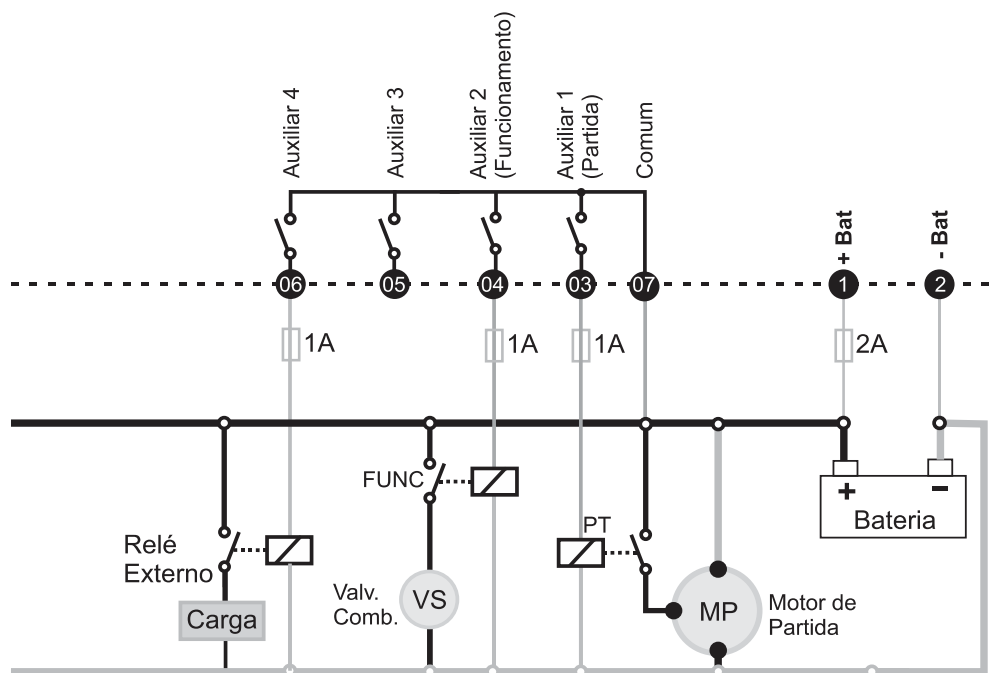 Auxiliar 4
Auxiliar 3
Auxiliar 2
(Funcionamento)
Auxiliar 1
(Partida)
Comum
+ Bat
- Bat
06
05
04
03
07
1
2
1A
1A
1A
2A
FUNC
PT
+
−
Bateria
Relé
Externo
Carga
Valv.
Comb.
VS
MP
Motor de
Partida